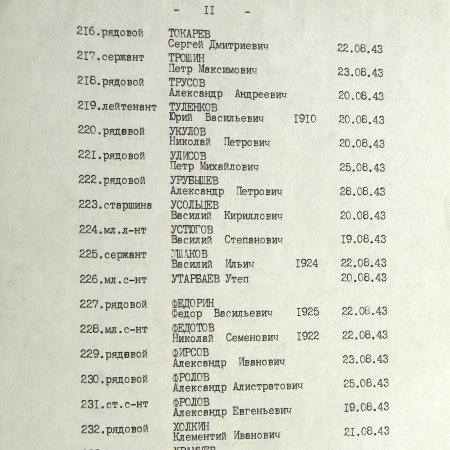 - II -
216.рядовой ТОКАРЕВ
Сергей Дмитриевич 22.08.43
217.сержант ТРОШИН
Петр Максимович 23.08.43
218.рядовой ТРУСОВ
Александр Андреевич 20.08.43
219.лейтенант ТУЛЕНКОВ
Юрий Васильевич 1910 20.08.43
220.рядовой УКУЛОВ
Николай Петрович 20.08.43
221.рядовой УЛИСОВ
Петр Михайлович 25.08.43
222.рядовой УРУБЫШЕВ
Александр Петрович 28.08.43
223.старшина УСОЛЬЦЕВ
Василий Кириллович 20.08.43
224.мл.л-нт УСТЮГОВ
Василий Степанович 19.08.43
225.сержант
Василий Ильич 1924 22.08.43
226.мл.с-нт УТАРБАЕВ Утеп 20.08.43
227.рядовой ФЕДОРИН
Федор Васильевич 1925 22.08.43
228.мл.с-нт ФЕДОТОВ
Николай Семенович 1922 22.08.43
229.рядовой ФИРСОВ
Александр Иванович 23.08.43
230.рядовой ФРОЛОВ
Александр Алистратович 25.08.43
231.ст.с-нт ФРОЛОВ
Александр Евгеньевич 19.08.43
232.рядовой ХОЛКИН
Клементий Иванович 21.08.43